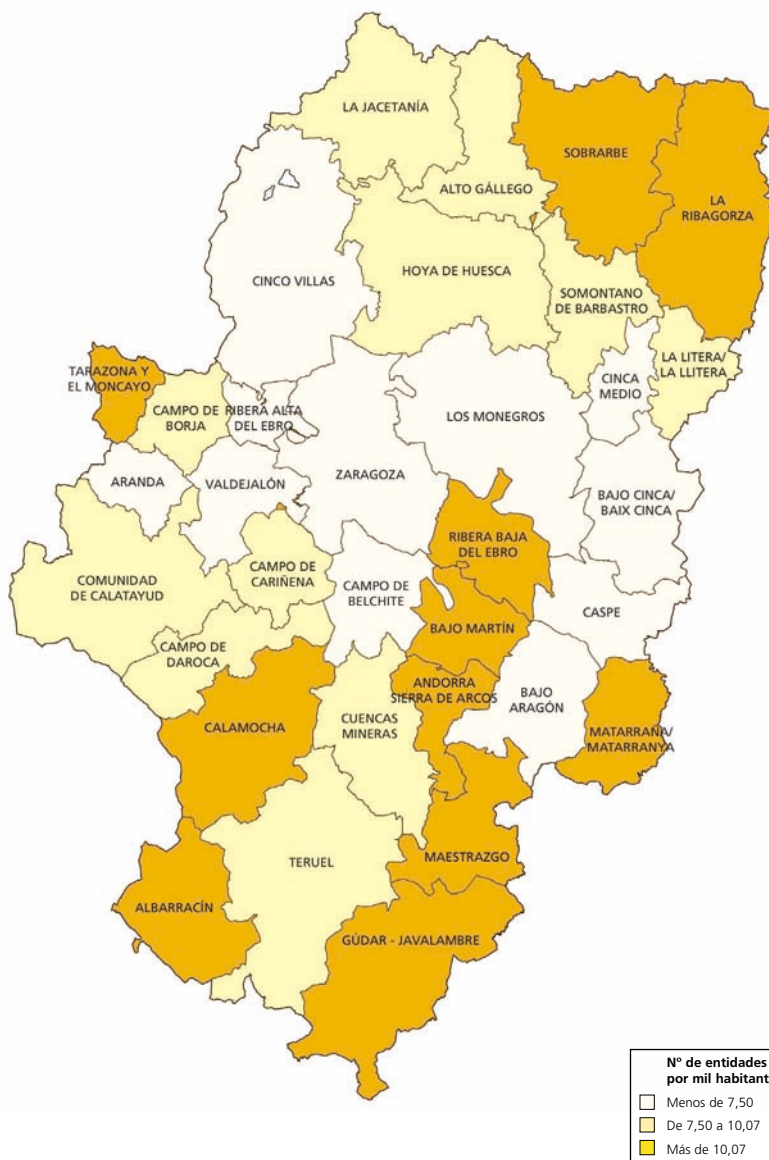 LA JACETANÍA
SOBRARBE
ALTO GÁLLEGO
LA
RIBAGORZA
HOYA DE HUESCA
CINCO VILLAS
SOMONTANO
DE BARBASTRO
LA LITERA/
LA LLITERA
TARAZONA Y
EL MONCAYO
CINCA
MEDIO
CAMPO DE
BORJA
RIBERA ALTA
DEL EBRO
LOS MONEGROS
ARANDA
VALDEJALÓN
ZARAGOZA
BAJO CINCA/
BAIX CINCA
RIBERA BAJA
DEL EBRO
COMUNIDAD
DE CALATAYUD
CAMPO DE
CARIÑENA
CAMPO DE
BELCHITE
CASPE
BAJO MARTÍN
CAMPO DE
DAROCA
ANDORRA
SIERRA DE ARCOS
BAJO
ARAGÓN
CALAMOCHA
CUENCAS
MINERAS
MATARRAÑA/
MATARRANYA
TERUEL
MAESTRAZGO
ALBARRACÍN
GÚDAR - JAVALAMBRE
Nº de entidades
por mil habitant
Menos de 7,50
De 7,50 a 10,07
Más de 10,07